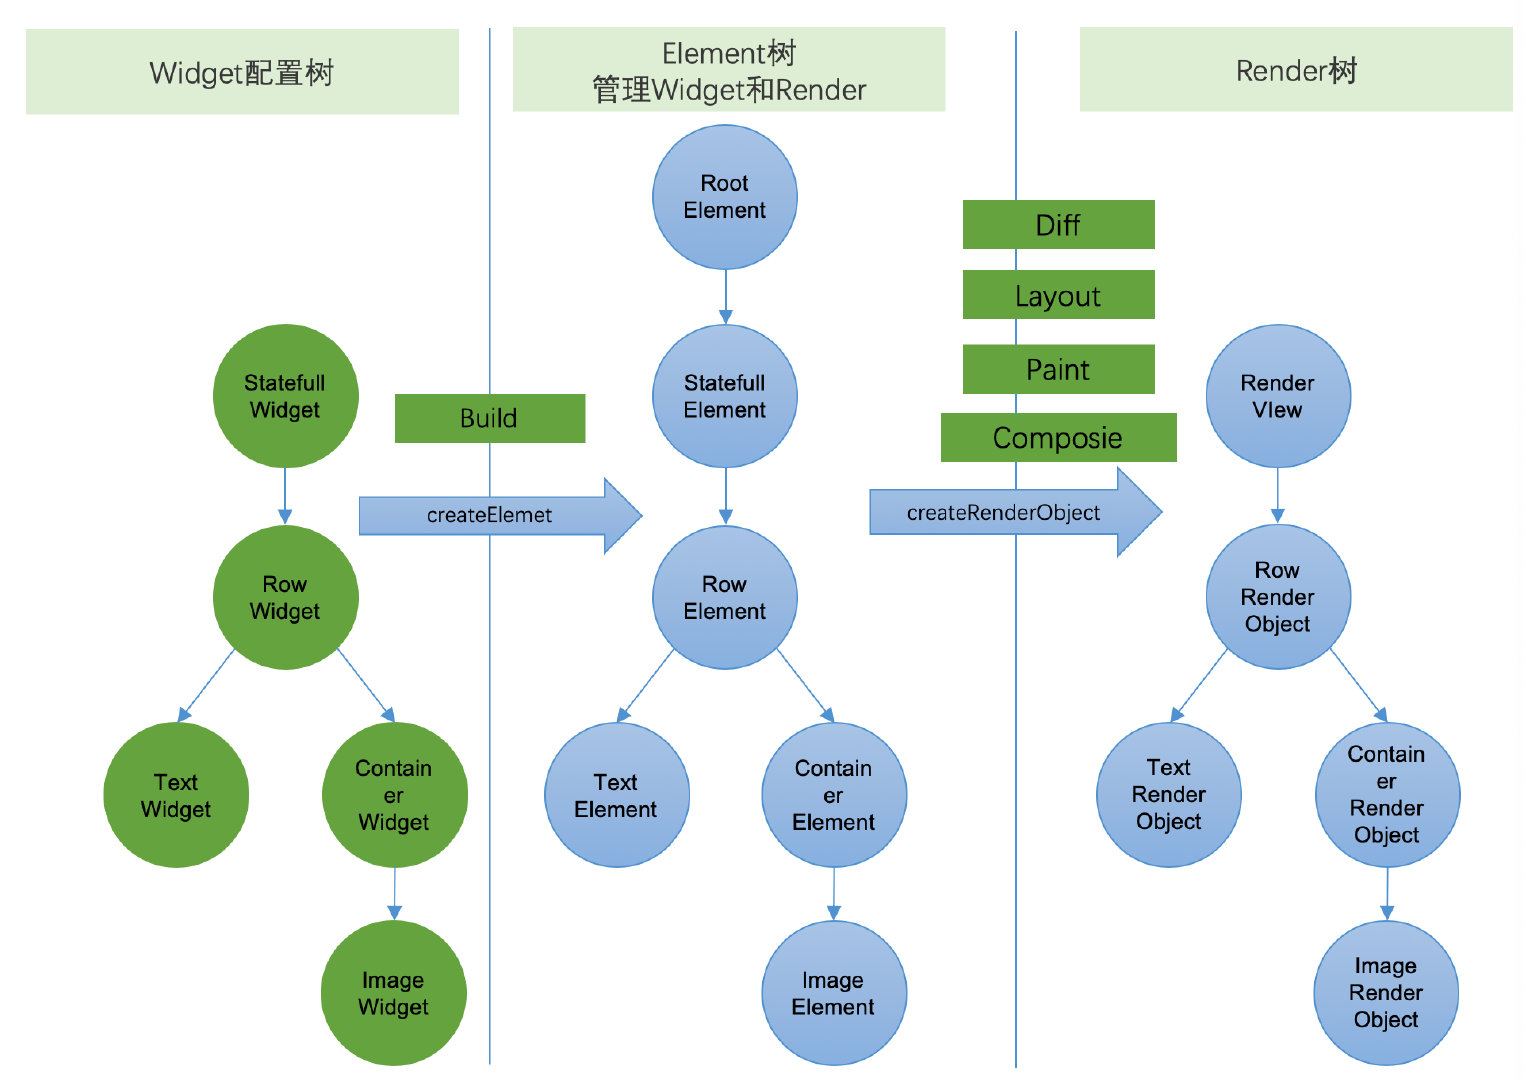 Widget配置树
Element树
管理Widget和Render
Render树
Root
Element
Diff
Layout
Paint
Composie
Statefull
Widget
Build
Statefull
Element
Render
VIew
createElemet
createRenderObject
Row
Widget
Row
Element
Row
Render
Object
Text
Widget
Contain
er
Widget
Text
Element
Contain
er
Element
Text
Render
Object
Contain
er
Render
Object
Image
Widget
Image
Element
Image
Render
Object